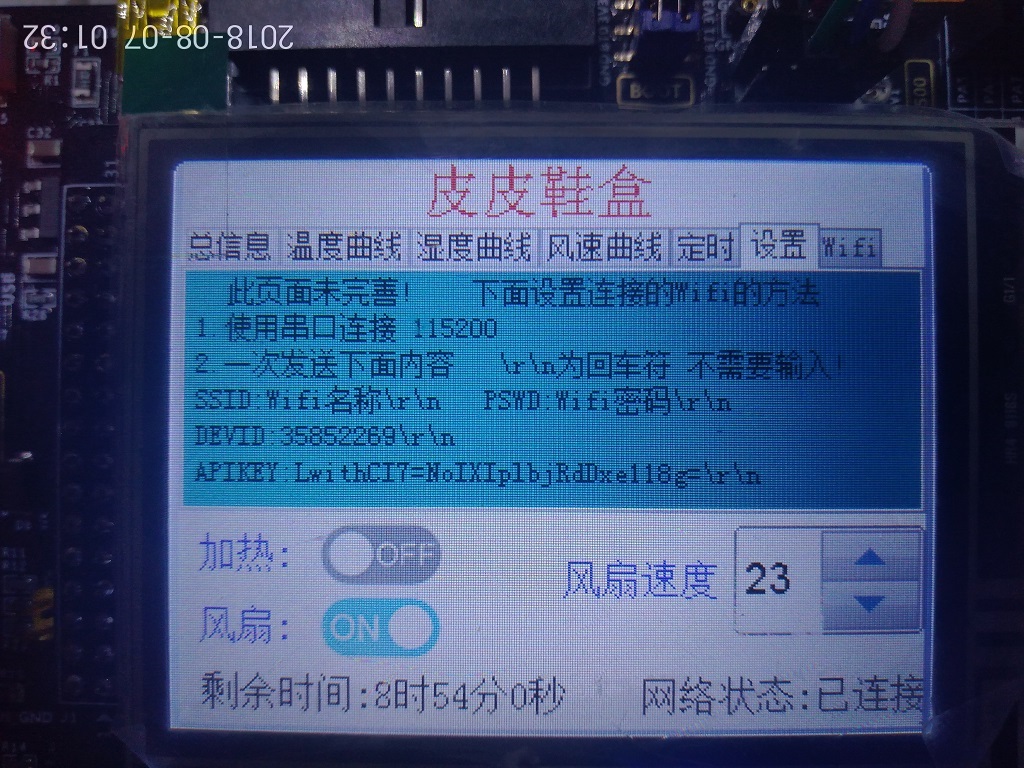 2018-08-07 01:32
BOOT
C32
皮皮鞋盒
总信息 温度曲线 湿度曲线 风速曲线 定时 设置 Wifi
此页面未完善! 下面设置连接的Wifi的方法
1.使用串口连接 115200
2.一次发送下面内容 \r\n为回车符 不需要输入!
SSID:Wifi名称\r\n PSWD:Wifi密码\r\n
DEVID:35852269\r\n
APIKEY:LwithCI7=NoIXIplbjRdDxe118g=\r\n
加热: OFF
风扇速度 23
风扇: ON
剩余时间:8时54分0秒 网络状态:已连接
GND J1